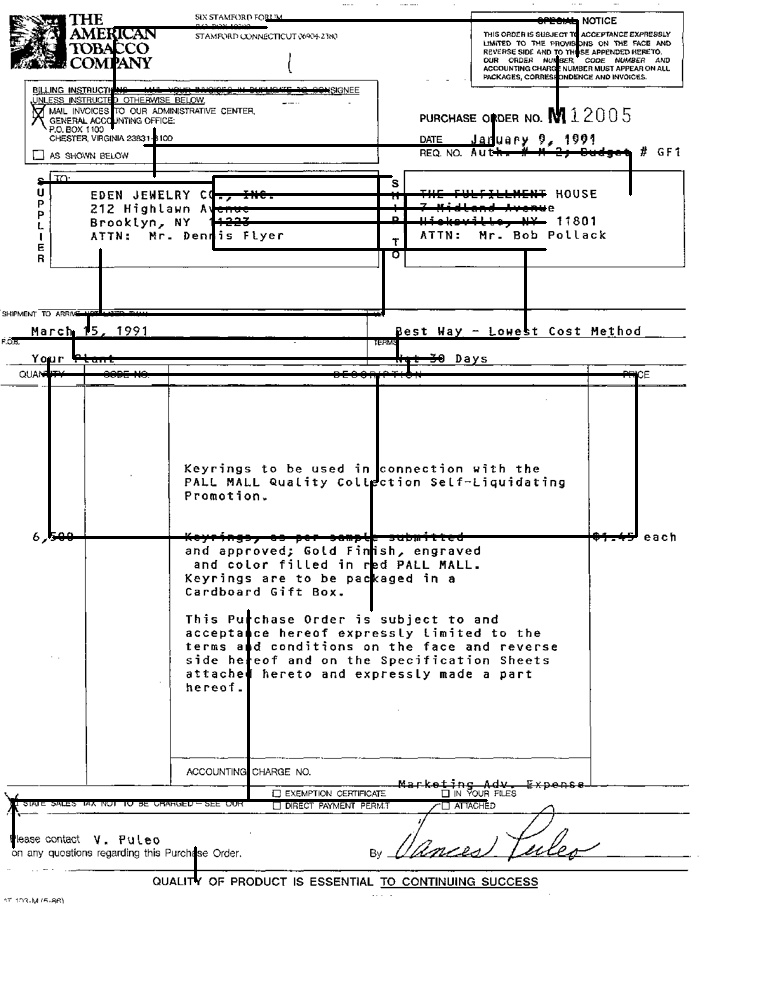 THE
AMERICAN
TOBACCO
COMPANY
SIX STAMFORD FORUM
STAMFORD CONNECTICUT 06904-2380
SPECIAL NOTICE
THIS ORDER IS SUBJECT TO ACCEPTANCE EXPRESSLY
LIMITED TO THE PROVISIONS ON THE FACE AND
REVERSE SIDE AND TO THOSE APPENDED HERETO.
OUR ORDER NUMBER CODE NUMBER AND
ACCOUNTING CHARGE NUMBER MUST APPEAR ON ALL
PACKAGES, CORRESPONDENCE AND INVOICES.
BILLING INSTRUCTIONS — MAIL YOUR INVOICES IN DUPLICATE TO CONSIGNEE
UNLESS INSTRUCTED OTHERWISE BELOW.
MAIL INVOICES TO OUR ADMINISTRATIVE CENTER,
GENERAL ACCOUNTING OFFICE:
P.O. BOX 1100
CHESTER, VIRGINIA 23831-1100
AS SHOWN BELOW
PURCHASE ORDER NO. M12005
DATE January 9, 1991
REQ. NO. Auth. # M-2; Budget # GF1
SUPPLIER
TO:
EDEN JEWELRY CO., INC.
212 Highlawn Avenue
Brooklyn, NY 11223
ATTN: Mr. Dennis Flyer
SHIP TO
THE FULFILLMENT HOUSE
7 Midland Avenue
Hicksville, NY 11801
ATTN: Mr. Bob Pollack
SHIPMENT TO ARRIVE NOT LATER THAN
March 15, 1991
Best Way - Lowest Cost Method
F.O.B.
TERMS
Your Plant
Net 30 Days
QUANTITY CODE NO. DESCRIPTION PRICE
Keyrings to be used in connection with the
PALL MALL Quality Collection Self-Liquidating
Promotion.
6,500 Keyrings, as per sample submitted $1.45 each
and approved; Gold Finish, engraved
and color filled in red PALL MALL.
Keyrings are to be packaged in a
Cardboard Gift Box.
This Purchase Order is subject to and
acceptance hereof expressly limited to the
terms and conditions on the face and reverse
side hereof and on the Specification Sheets
attached hereto and expressly made a part
hereof.
ACCOUNTING CHARGE NO.
Marketing Adv. Expense
STATE SALES TAX NOT TO BE CHARGED — SEE OUR
EXEMPTION CERTIFICATE
IN YOUR FILES
DIRECT PAYMENT PERMIT
ATTACHED
Please contact V. Puleo
on any questions regarding this Purchase Order.
By Vances Puleo
QUALITY OF PRODUCT IS ESSENTIAL TO CONTINUING SUCCESS
AT 103-M (5-86)